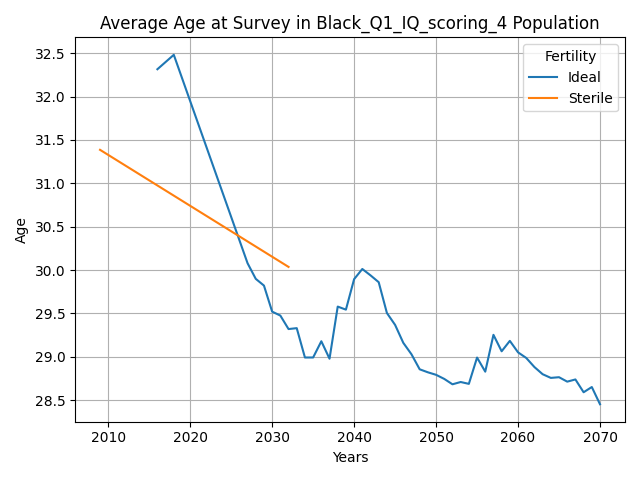 Average Age at Survey in Black_Q1_IQ_scoring_4 Population
Fertility
Ideal
Sterile
Age
32.5
32.0
31.5
31.0
30.5
30.0
29.5
29.0
28.5
2010 2020 2030 2040 2050 2060 2070
Years